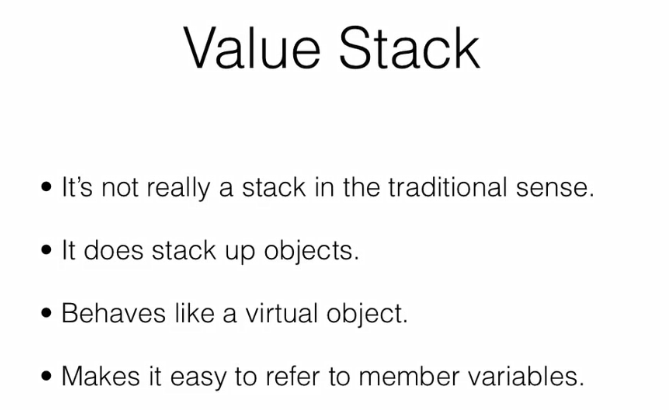 Value Stack
• It’s not really a stack in the traditional sense.
• It does stack up objects.
• Behaves like a virtual object.
• Makes it easy to refer to member variables.